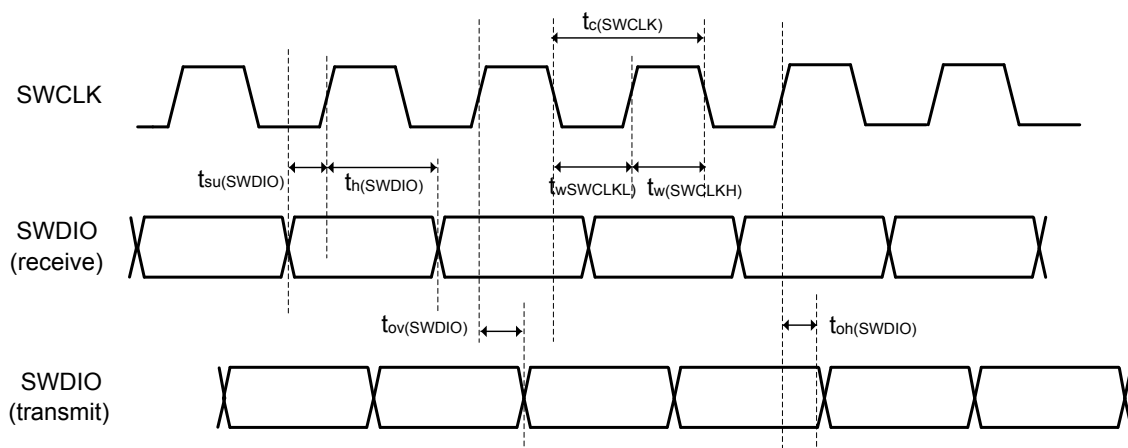 tc(SWCLK)
SWCLK
tsu(SWDIO)
th(SWDIO)
twSWCLKL)
tw(SWCLKH)
SWDIO
(receive)
tov(SWDIO)
toh(SWDIO)
SWDIO
(transmit)